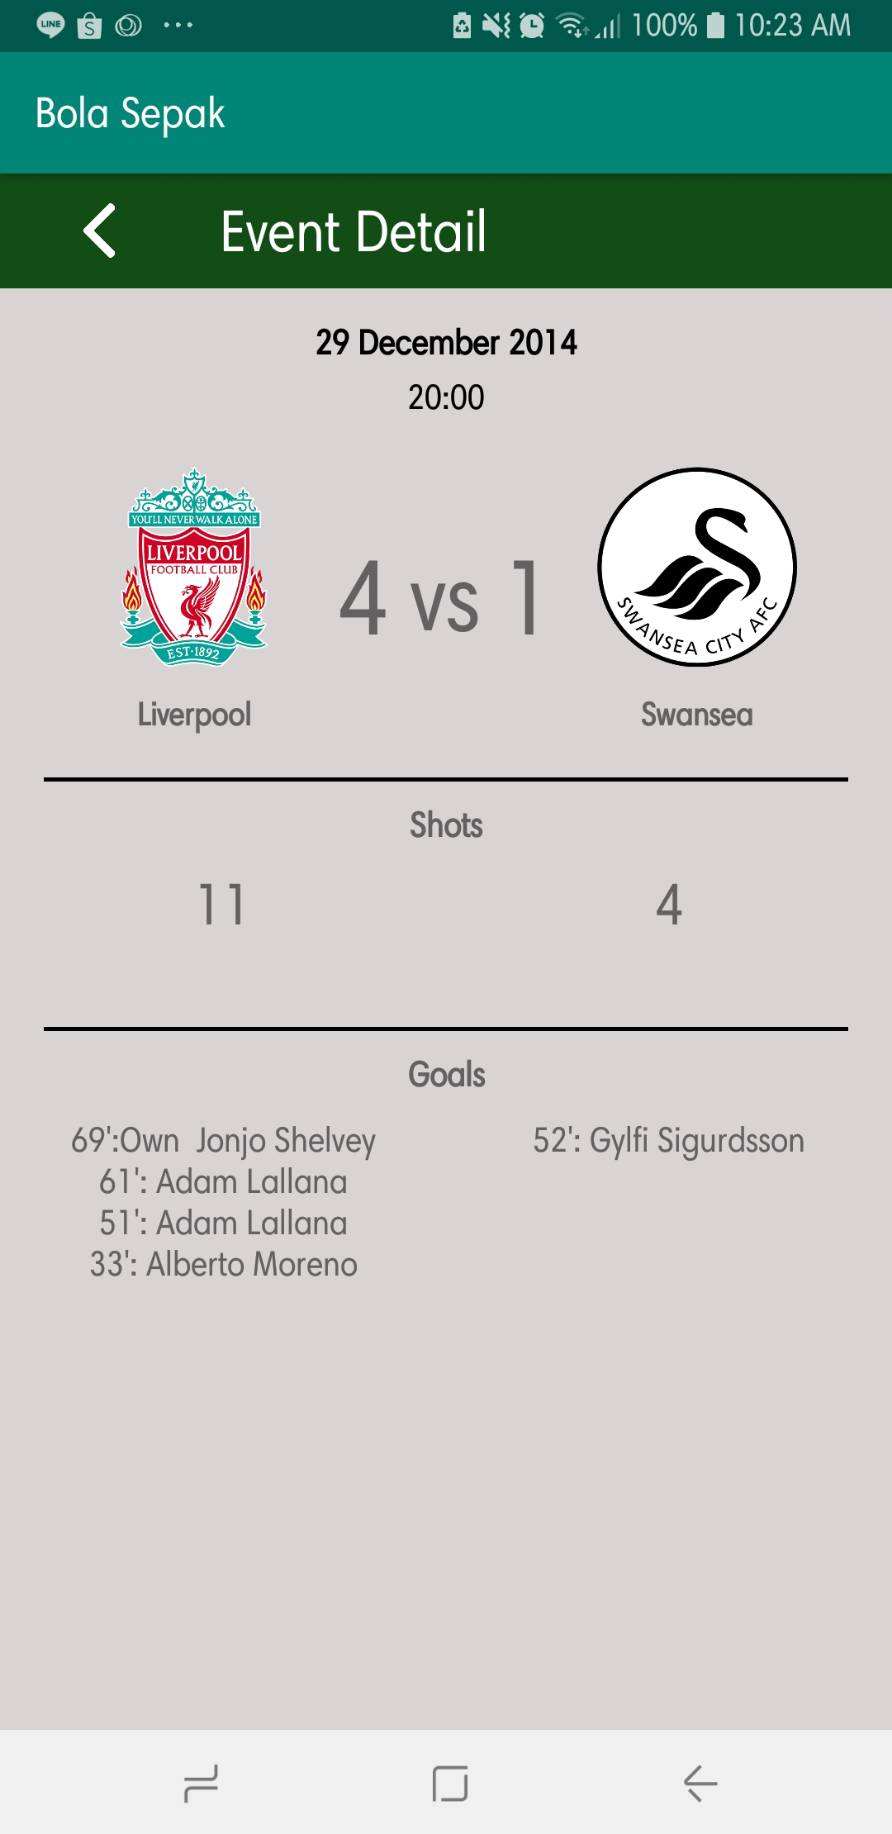 LINE S 100% 10:23 AM
Bola Sepak
Event Detail
29 December 2014
20:00
YOU'LL NEVER WALK ALONE
LIVERPOOL
FOOTBALL CLUB
EST·1892
4 vs 1
SWANSEA CITY AFC
Liverpool Swansea
Shots
11 4
Goals
69':Own  Jonjo Shelvey 52': Gylfi Sigurdsson
61': Adam Lallana
51': Adam Lallana
33': Alberto Moreno